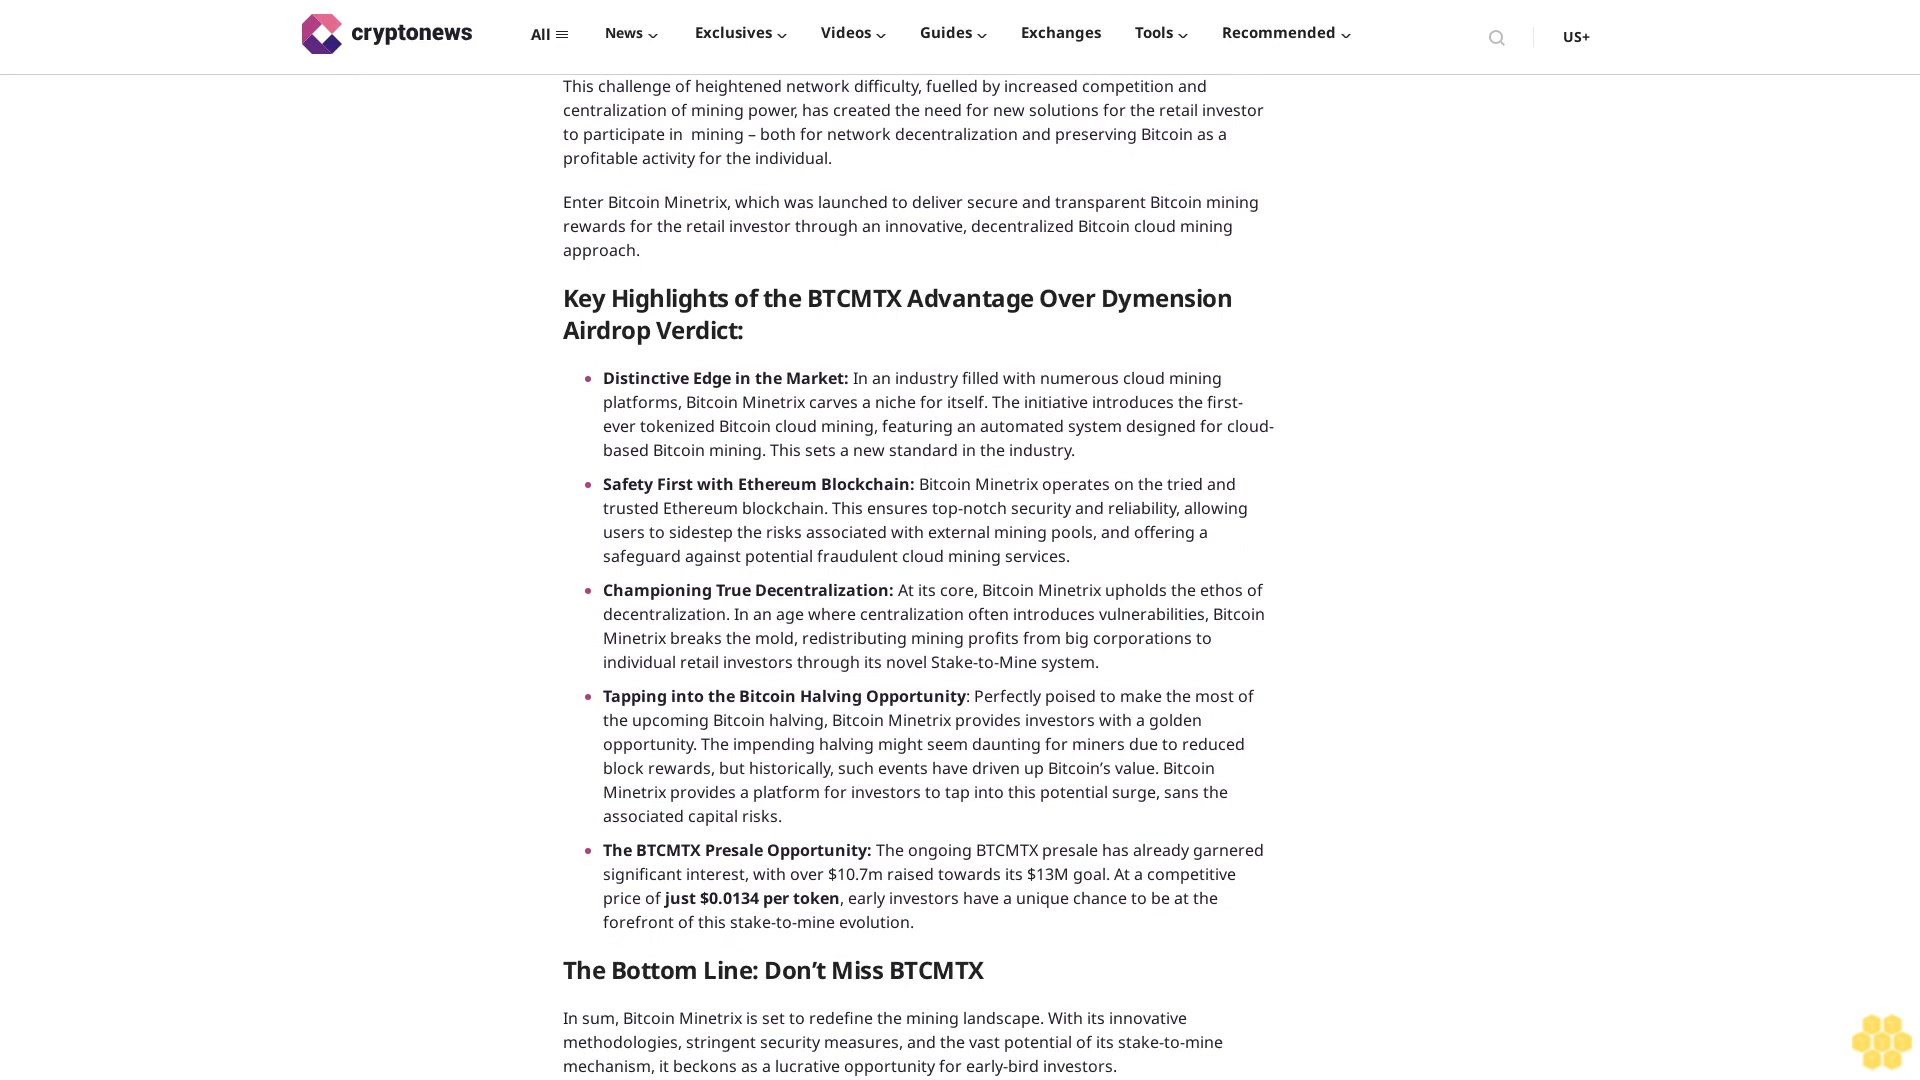 cryptonews
All
News
Exclusives
Videos
Guides
Exchanges
Tools
Recommended
US+
This challenge of heightened network difficulty, fuelled by increased competition and
centralization of mining power, has created the need for new solutions for the retail investor
to participate in  mining – both for network decentralization and preserving Bitcoin as a
profitable activity for the individual.
Enter Bitcoin Minetrix, which was launched to deliver secure and transparent Bitcoin mining
rewards for the retail investor through an innovative, decentralized Bitcoin cloud mining
approach.
Key Highlights of the BTCMTX Advantage Over Dymension
Airdrop Verdict:
Distinctive Edge in the Market: In an industry filled with numerous cloud mining
platforms, Bitcoin Minetrix carves a niche for itself. The initiative introduces the first-
ever tokenized Bitcoin cloud mining, featuring an automated system designed for cloud-
based Bitcoin mining. This sets a new standard in the industry.
Safety First with Ethereum Blockchain: Bitcoin Minetrix operates on the tried and
trusted Ethereum blockchain. This ensures top-notch security and reliability, allowing
users to sidestep the risks associated with external mining pools, and offering a
safeguard against potential fraudulent cloud mining services.
Championing True Decentralization: At its core, Bitcoin Minetrix upholds the ethos of
decentralization. In an age where centralization often introduces vulnerabilities, Bitcoin
Minetrix breaks the mold, redistributing mining profits from big corporations to
individual retail investors through its novel Stake-to-Mine system.
Tapping into the Bitcoin Halving Opportunity: Perfectly poised to make the most of
the upcoming Bitcoin halving, Bitcoin Minetrix provides investors with a golden
opportunity. The impending halving might seem daunting for miners due to reduced
block rewards, but historically, such events have driven up Bitcoin’s value. Bitcoin
Minetrix provides a platform for investors to tap into this potential surge, sans the
associated capital risks.
The BTCMTX Presale Opportunity: The ongoing BTCMTX presale has already garnered
significant interest, with over $10.7m raised towards its $13M goal. At a competitive
price of just $0.0134 per token, early investors have a unique chance to be at the
forefront of this stake-to-mine evolution.
The Bottom Line: Don’t Miss BTCMTX
In sum, Bitcoin Minetrix is set to redefine the mining landscape. With its innovative
methodologies, stringent security measures, and the vast potential of its stake-to-mine
mechanism, it beckons as a lucrative opportunity for early-bird investors.